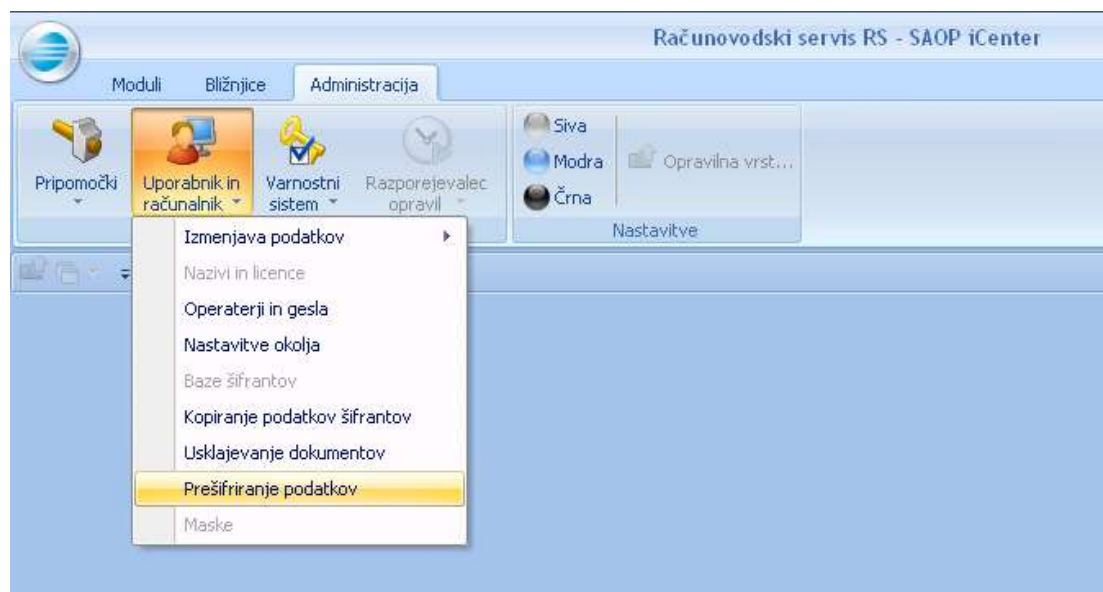 Računovodski servis RS - SAOP iCenter
Moduli Bližnjice Administracija
Pripomočki
Uporabnik in računalnik
Varnostni sistem
Razporejevalec opravil
Siva
Modra
Črna
Opravilna vrst...
Nastavitve
Izmenjava podatkov
Nazivi in licence
Operaterji in gesla
Nastavitve okolja
Baze šifrantov
Kopiranje podatkov šifrantov
Usklajevanje dokumentov
Prešifriranje podatkov
Maske